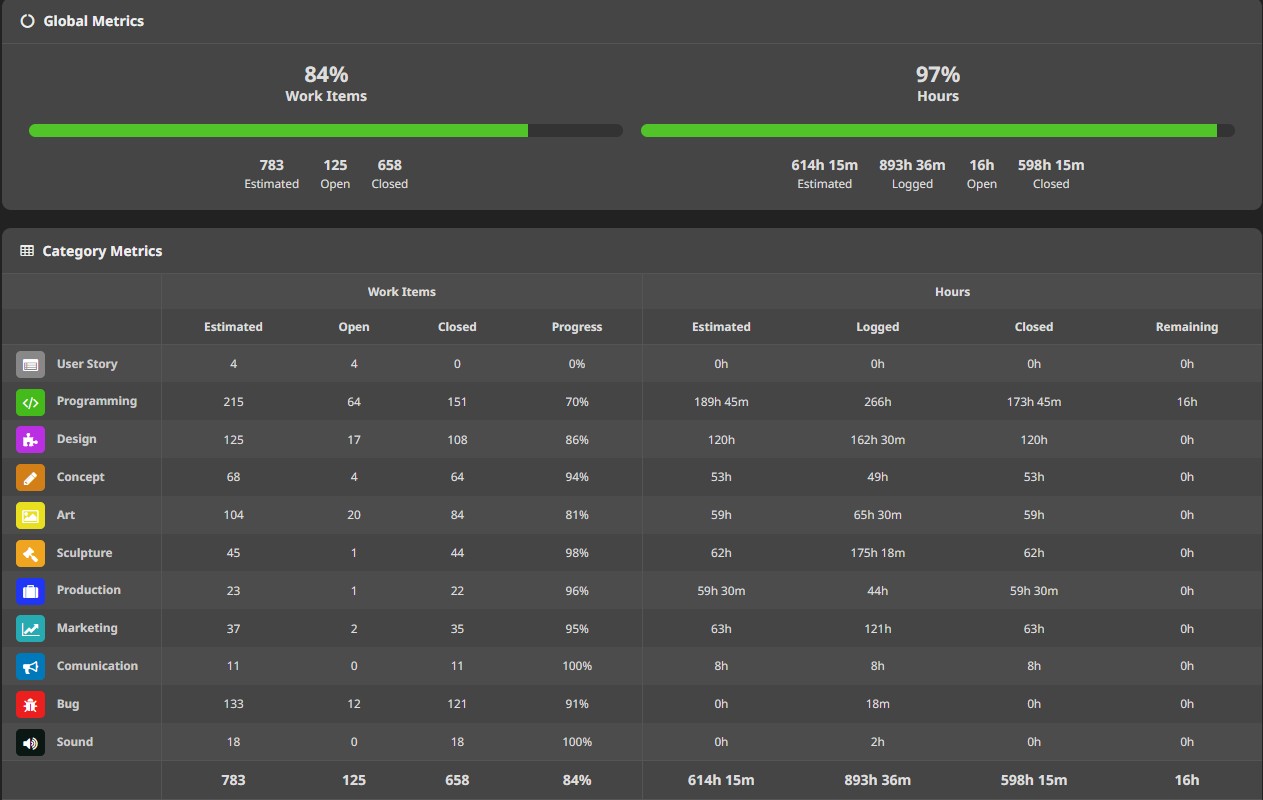 Global Metrics
84% 97%
Work Items Hours
783 125 658 614h 15m 893h 36m 16h 598h 15m
Estimated Open Closed Estimated Logged Open Closed
Category Metrics
Work Items Hours
Estimated Open Closed Progress Estimated Logged Closed Remaining
User Story 4 4 0 0% 0h 0h 0h 0h
Programming 215 64 151 70% 189h 45m 266h 173h 45m 16h
Design 125 17 108 86% 120h 162h 30m 120h 0h
Concept 68 4 64 94% 53h 49h 53h 0h
Art 104 20 84 81% 59h 65h 30m 59h 0h
Sculpture 45 1 44 98% 62h 175h 18m 62h 0h
Production 23 1 22 96% 59h 30m 44h 59h 30m 0h
Marketing 37 2 35 95% 63h 121h 63h 0h
Comunication 11 0 11 100% 8h 8h 8h 0h
Bug 133 12 121 91% 0h 18m 0h 0h
Sound 18 0 18 100% 0h 2h 0h 0h
783 125 658 84% 614h 15m 893h 36m 598h 15m 16h